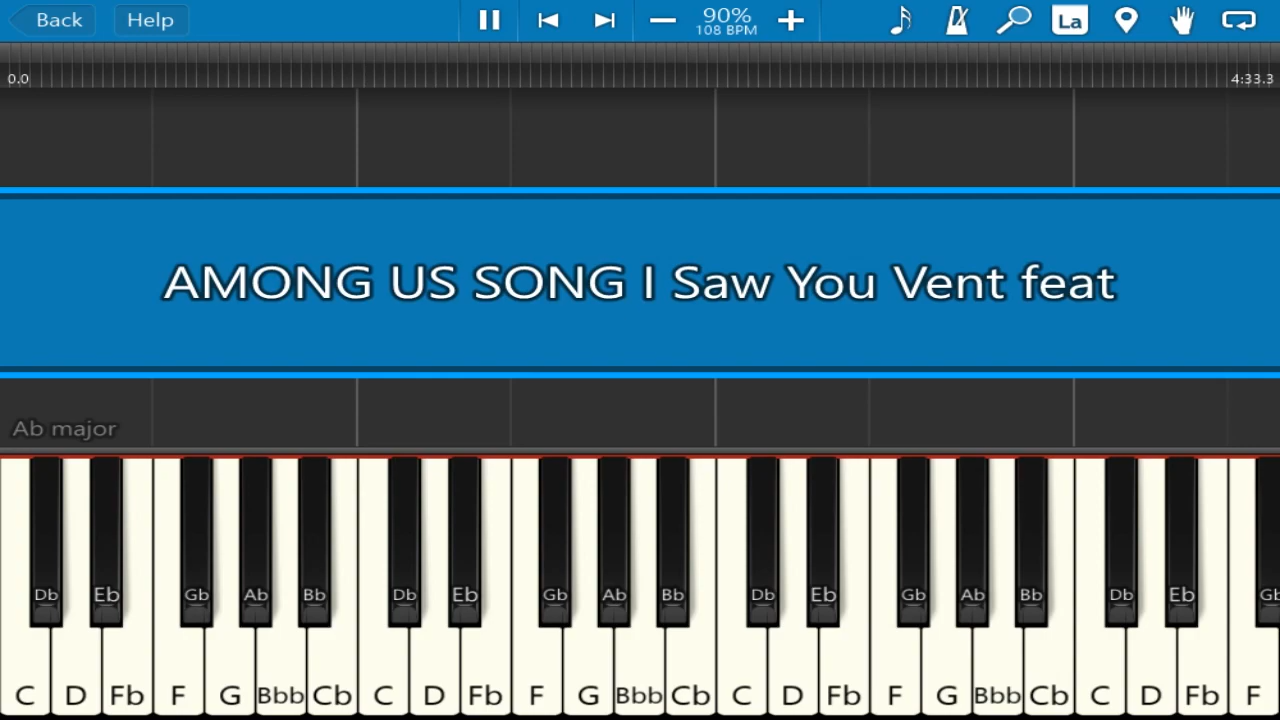 Back Help 90% La
108 BPM
0.0 4:33.3
AMONG US SONG I Saw You Vent feat
Ab major
Db Eb Gb Ab Bb Db Eb Gb Ab Bb Db Eb Gb Ab Bb Db Eb Gb
C D Fb F G Bbb Cb C D Fb F G Bbb Cb C D Fb F G Bbb Cb C D Fb F